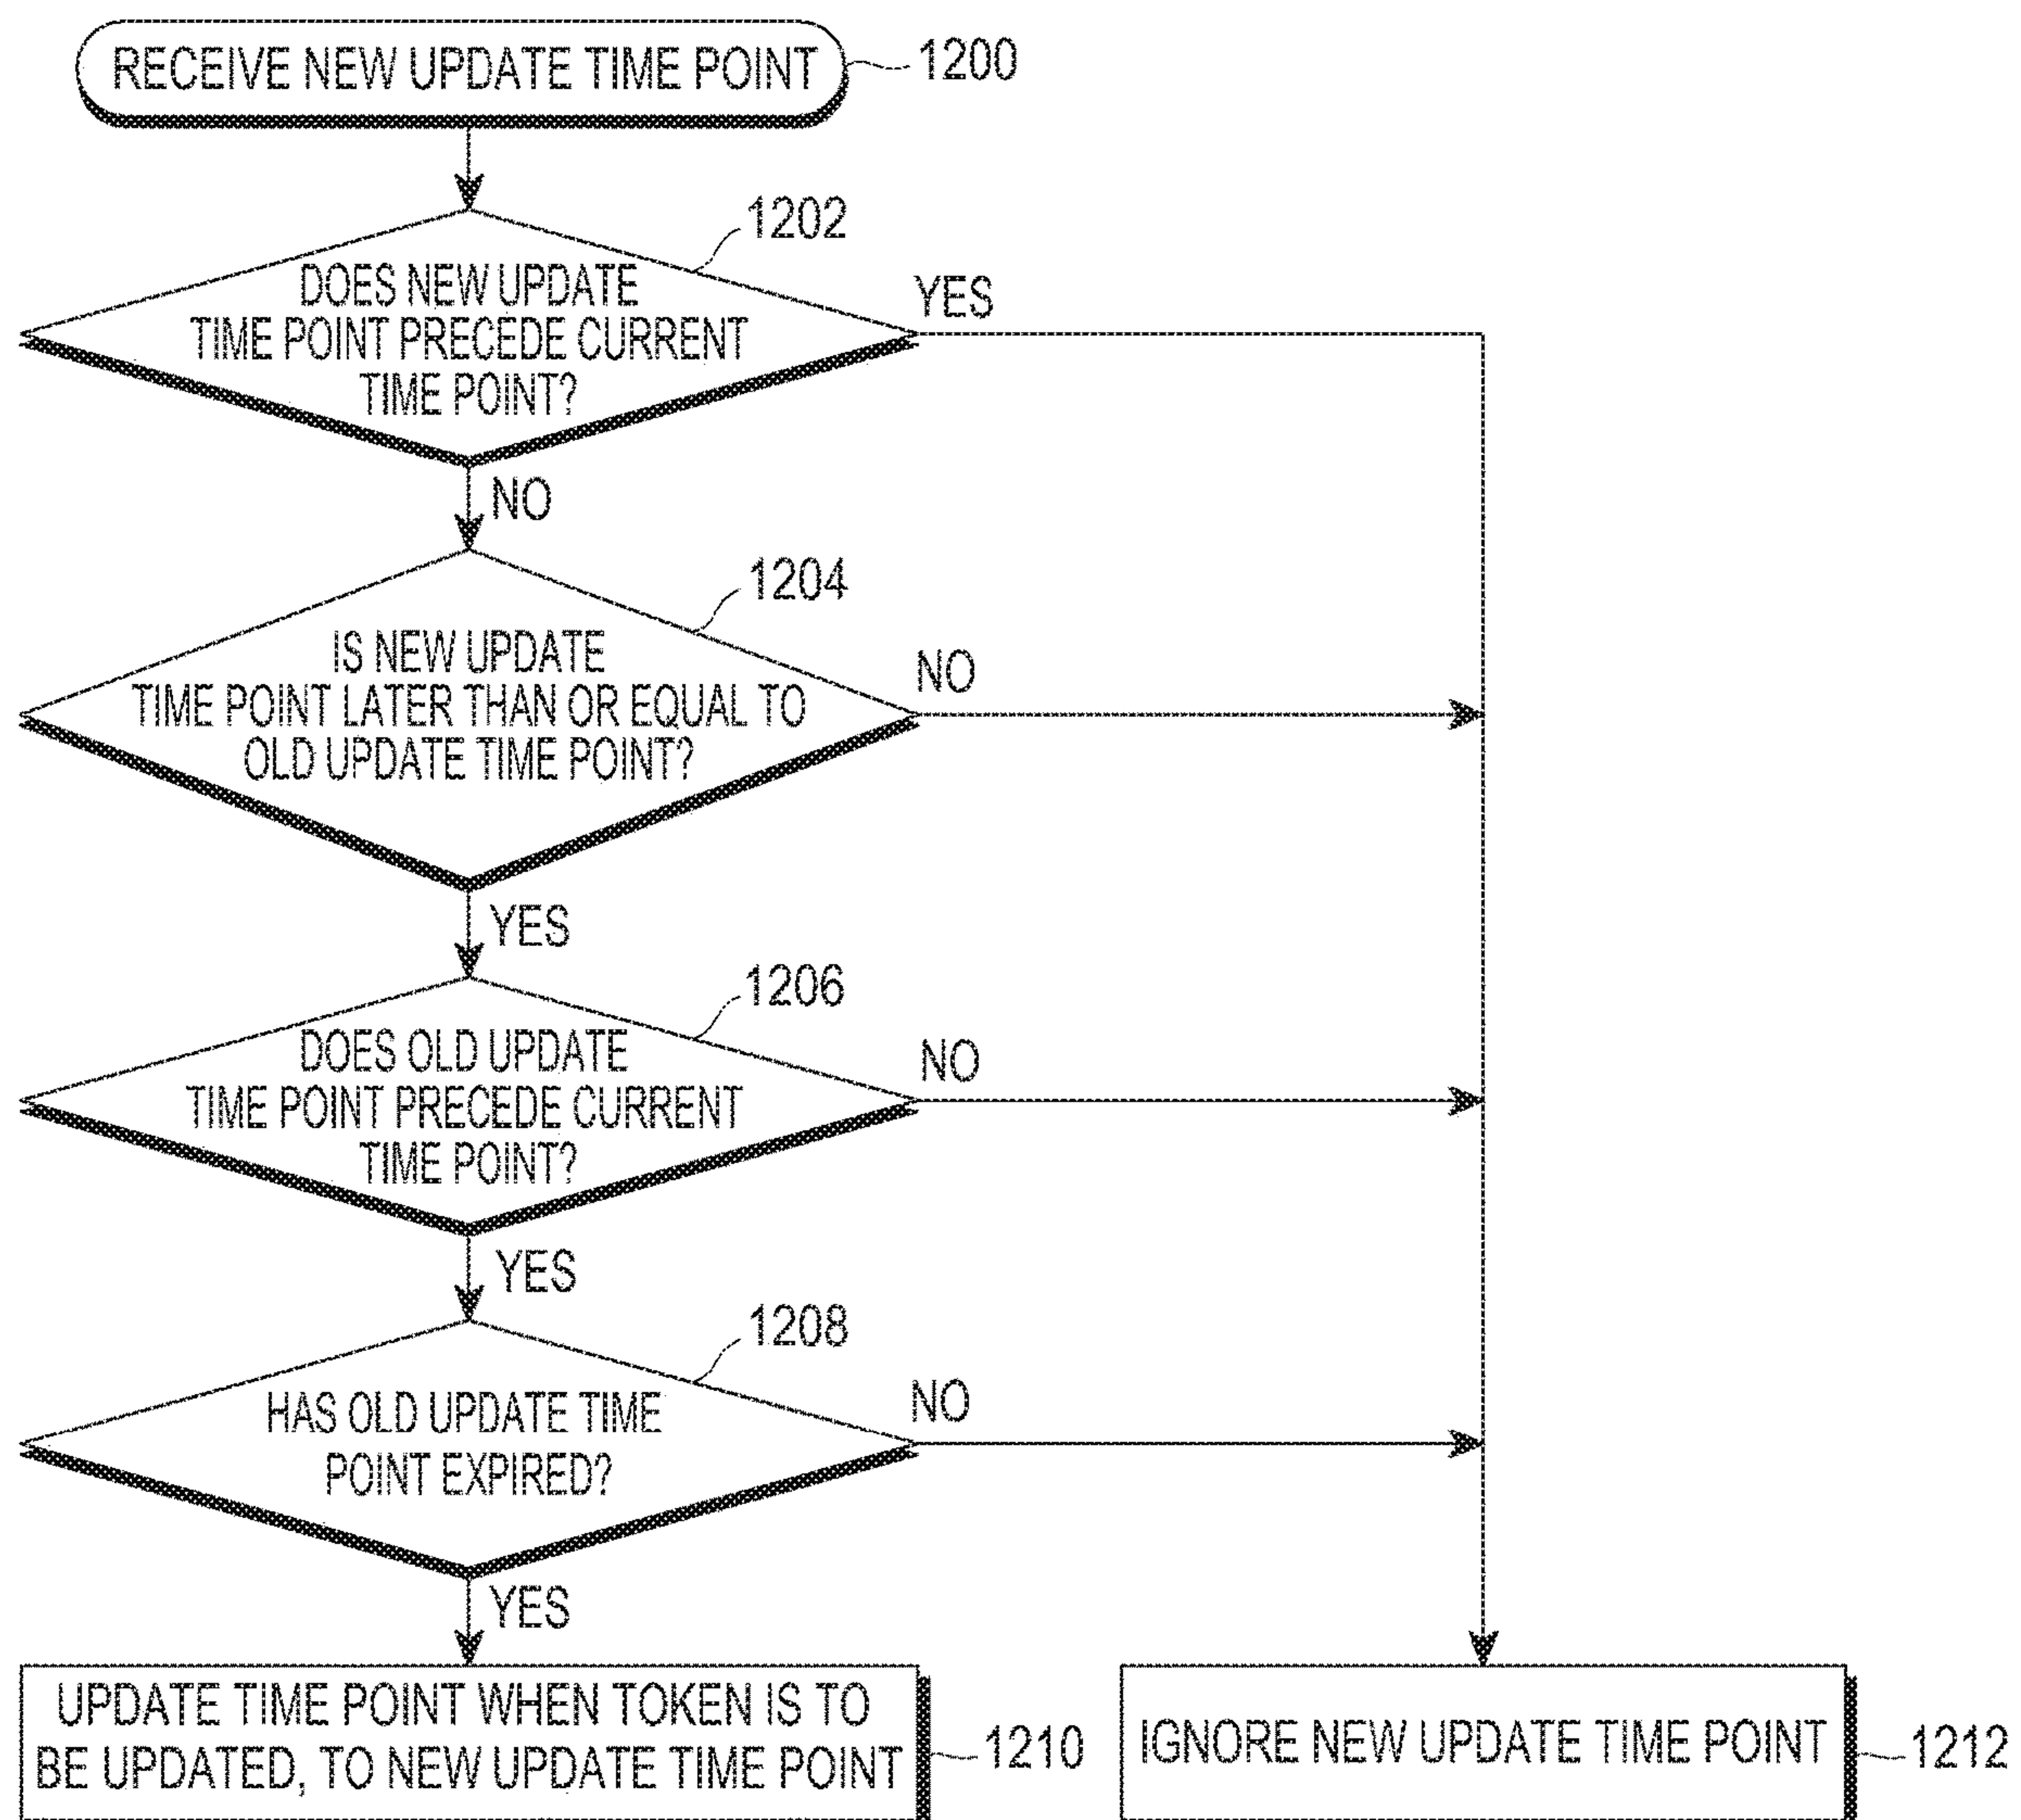 RECEIVE NEW UPDATE TIME POINT
1200
1202
DOES NEW UPDATE
TIME POINT PRECEDE CURRENT
TIME POINT?
YES
NO
1204
IS NEW UPDATE
TIME POINT LATER THAN OR EQUAL TO
OLD UPDATE TIME POINT?
NO
YES
1206
DOES OLD UPDATE
TIME POINT PRECEDE CURRENT
TIME POINT?
NO
YES
1208
HAS OLD UPDATE TIME
POINT EXPIRED?
NO
YES
UPDATE TIME POINT WHEN TOKEN IS TO
BE UPDATED, TO NEW UPDATE TIME POINT
1210
IGNORE NEW UPDATE TIME POINT
1212